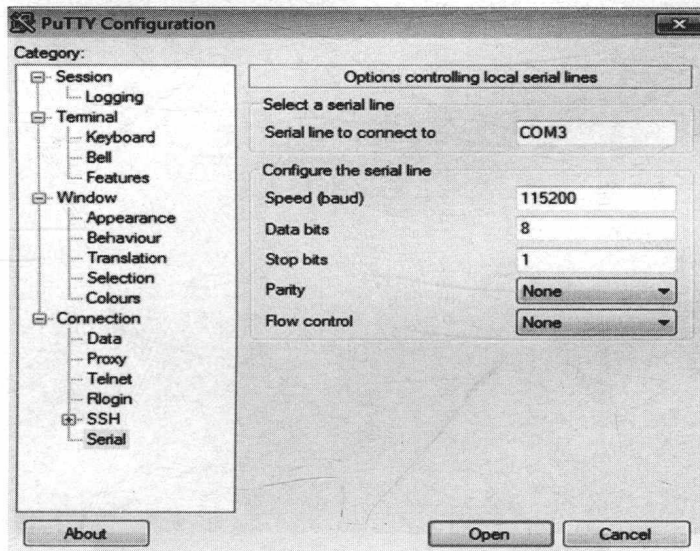 PuTTY Configuration
Category:
Session
Logging
Terminal
Keyboard
Bell
Features
Window
Appearance
Behaviour
Translation
Selection
Colours
Connection
Data
Proxy
Telnet
Rlogin
SSH
Serial
Options controlling local serial lines
Select a serial line
Serial line to connect to COM3
Configure the serial line
Speed (baud) 115200
Data bits 8
Stop bits 1
Parity None
Flow control None
About Open Cancel